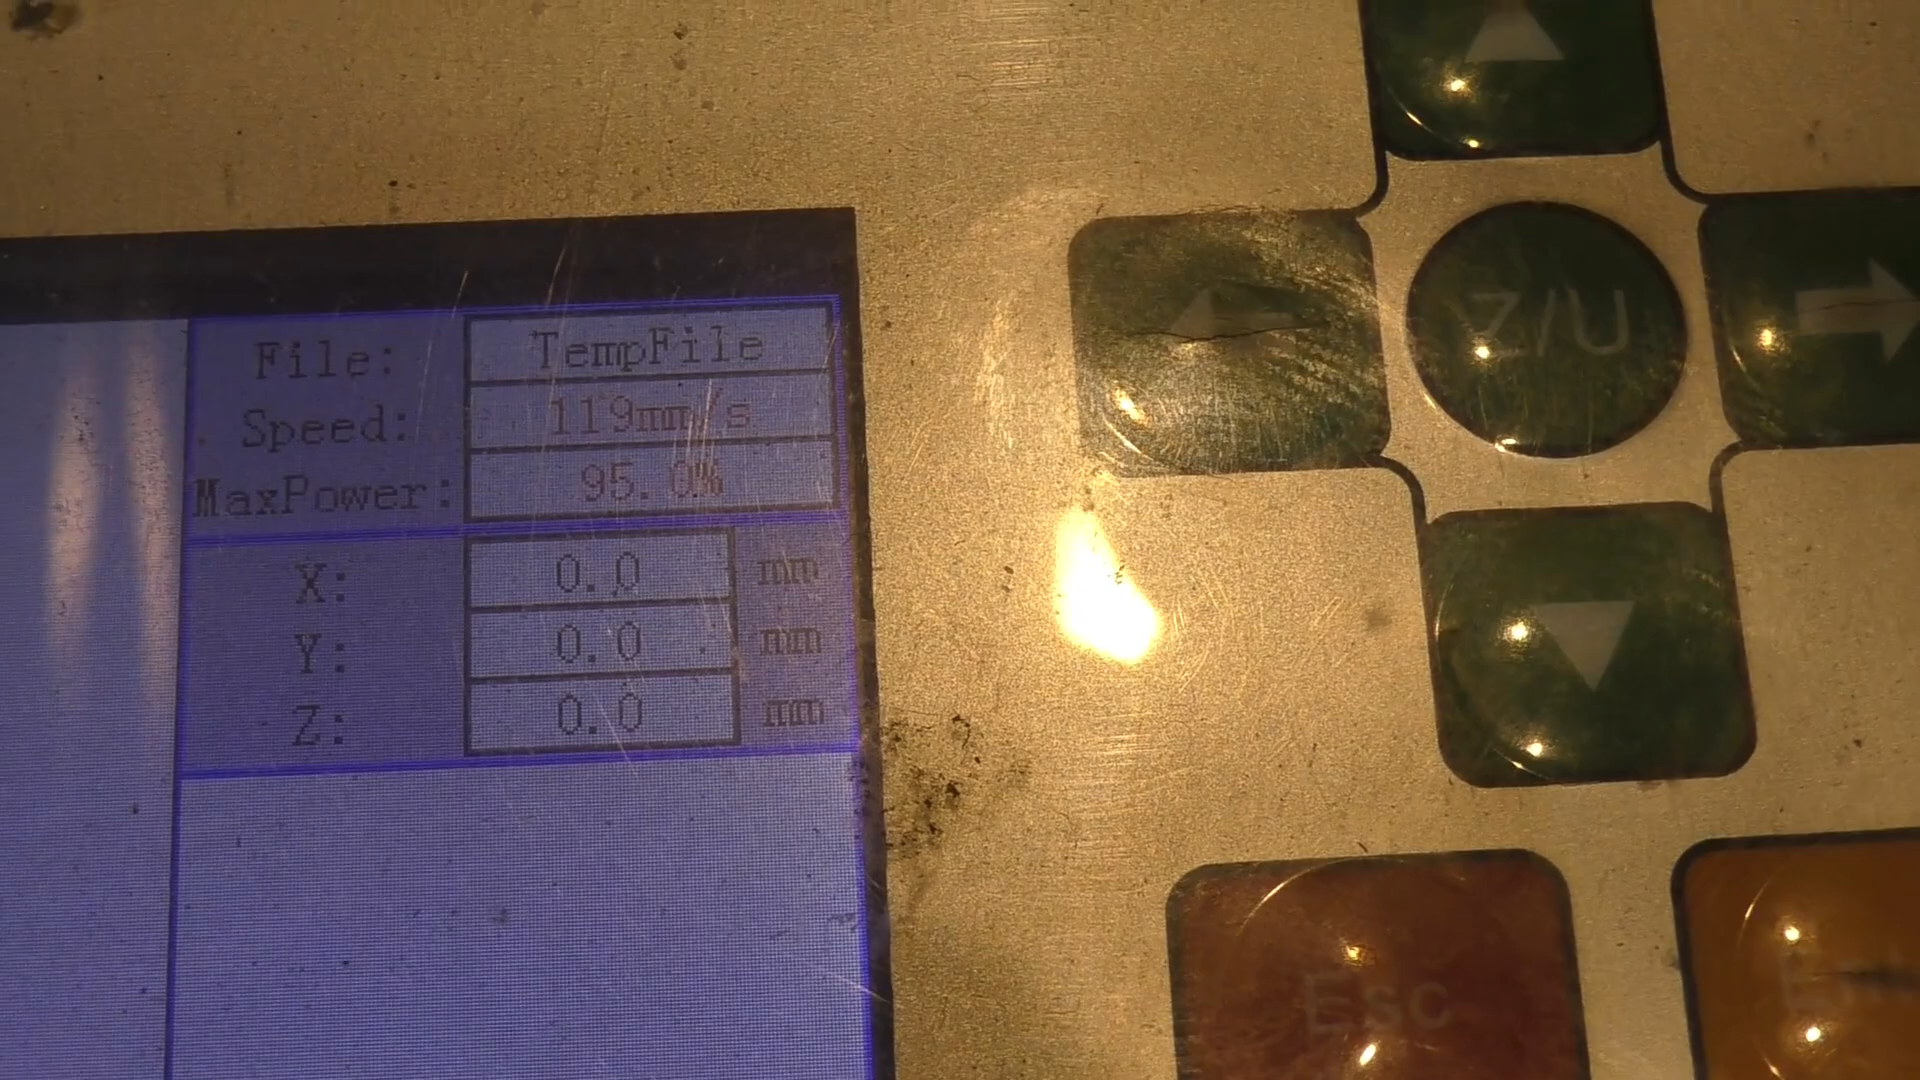 File: TempFile
Speed: 119mm/s
MaxPower: 95.0%
X: 0.0 mm
Y: 0.0 mm
Z: 0.0 mm
Z/U
Esc